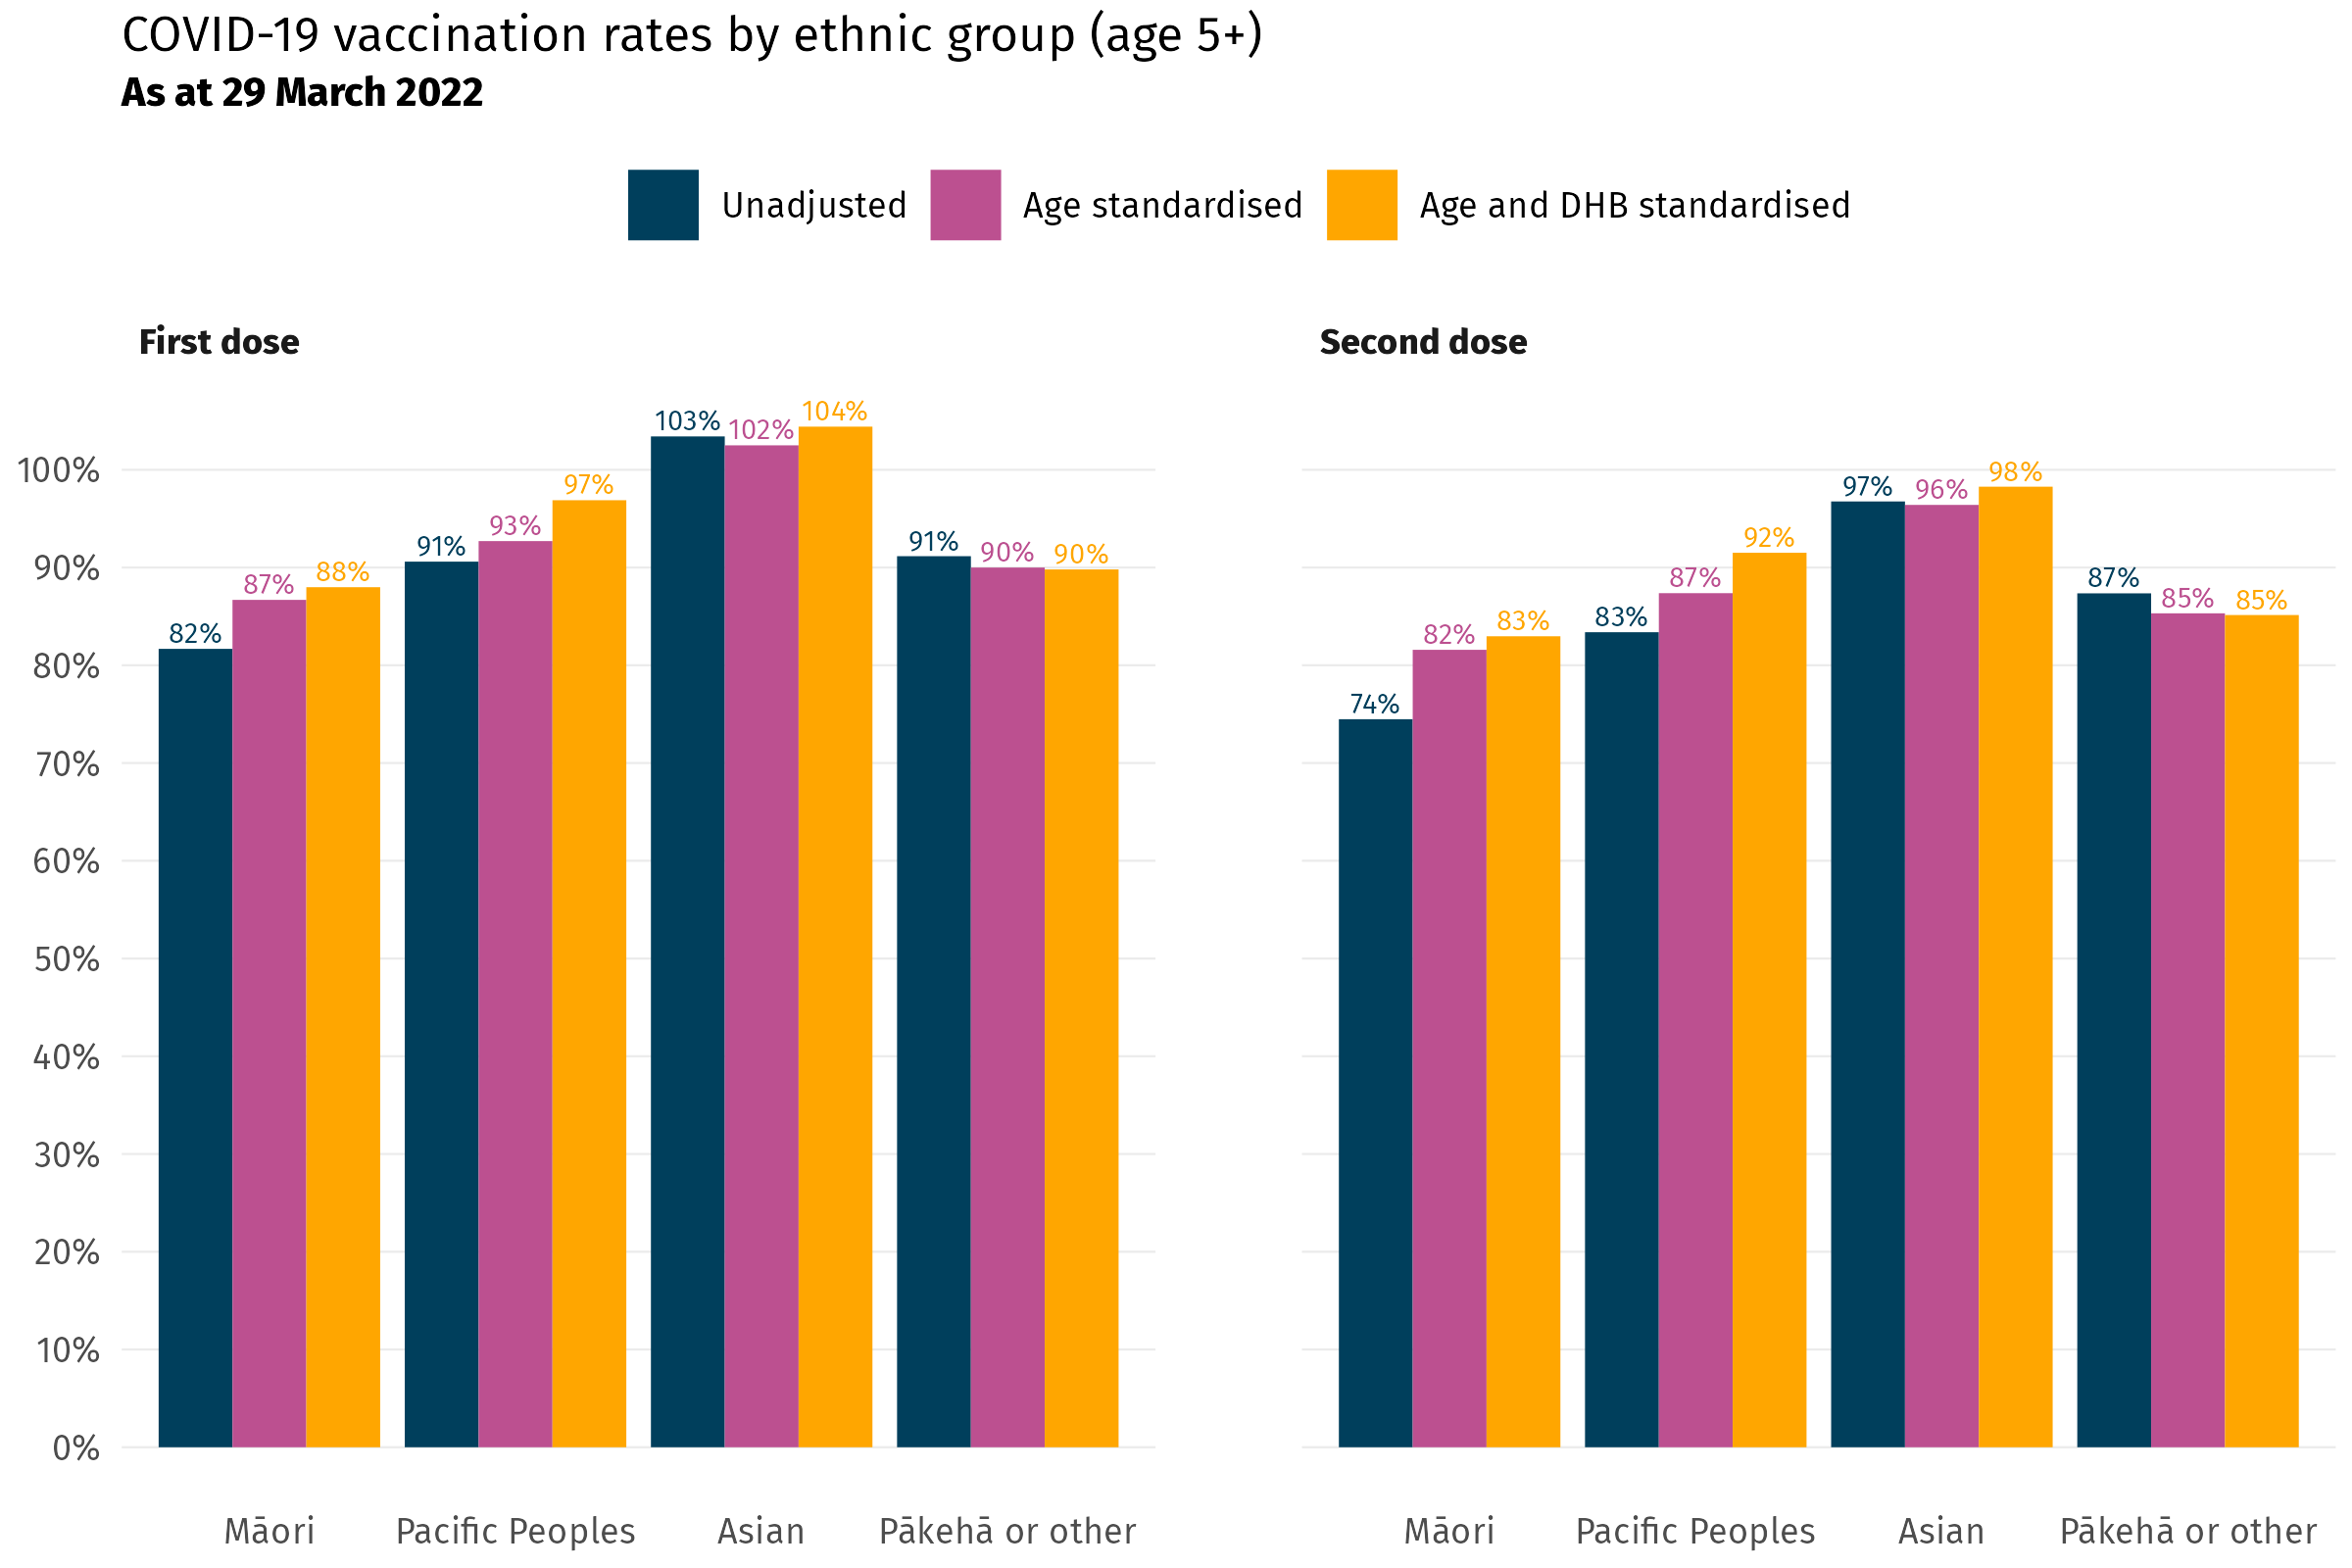 COVID-19 vaccination rates by ethnic group (age 5+)
As at 29 March 2022
Unadjusted Age standardised Age and DHB standardised
First dose
Second dose
100%
90%
80%
70%
60%
50%
40%
30%
20%
10%
0%
82% 87% 88%
91% 93% 97%
103% 102% 104%
91% 90% 90%
74% 82% 83%
83% 87% 92%
97% 96% 98%
87% 85% 85%
Māori Pacific Peoples Asian Pākehā or other
Māori Pacific Peoples Asian Pākehā or other